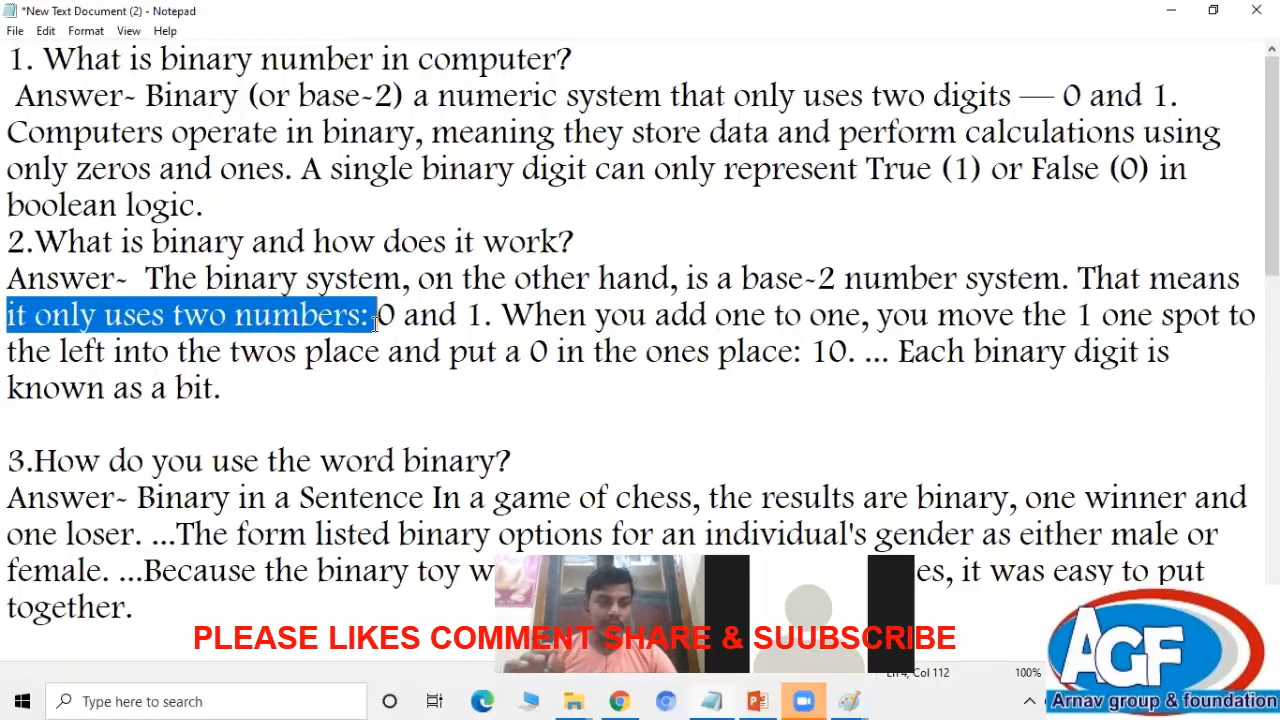 *New Text Document (2) - Notepad
File Edit Format View Help
1. What is binary number in computer?
Answer- Binary (or base-2) a numeric system that only uses two digits — 0 and 1.
Computers operate in binary, meaning they store data and perform calculations using
only zeros and ones. A single binary digit can only represent True (1) or False (0) in
boolean logic.
2.What is binary and how does it work?
Answer-  The binary system, on the other hand, is a base-2 number system. That means
it only uses two numbers: 0 and 1. When you add one to one, you move the 1 one spot to
the left into the twos place and put a 0 in the ones place: 10. ... Each binary digit is
known as a bit.
3.How do you use the word binary?
Answer- Binary in a Sentence In a game of chess, the results are binary, one winner and
one loser. ...The form listed binary options for an individual's gender as either male or
female. ...Because the binary toy w es, it was easy to put
together.
PLEASE LIKES COMMENT SHARE & SUUBSCRIBE
AGF
Arnav group & foundation
Col 112
100%
Type here to search